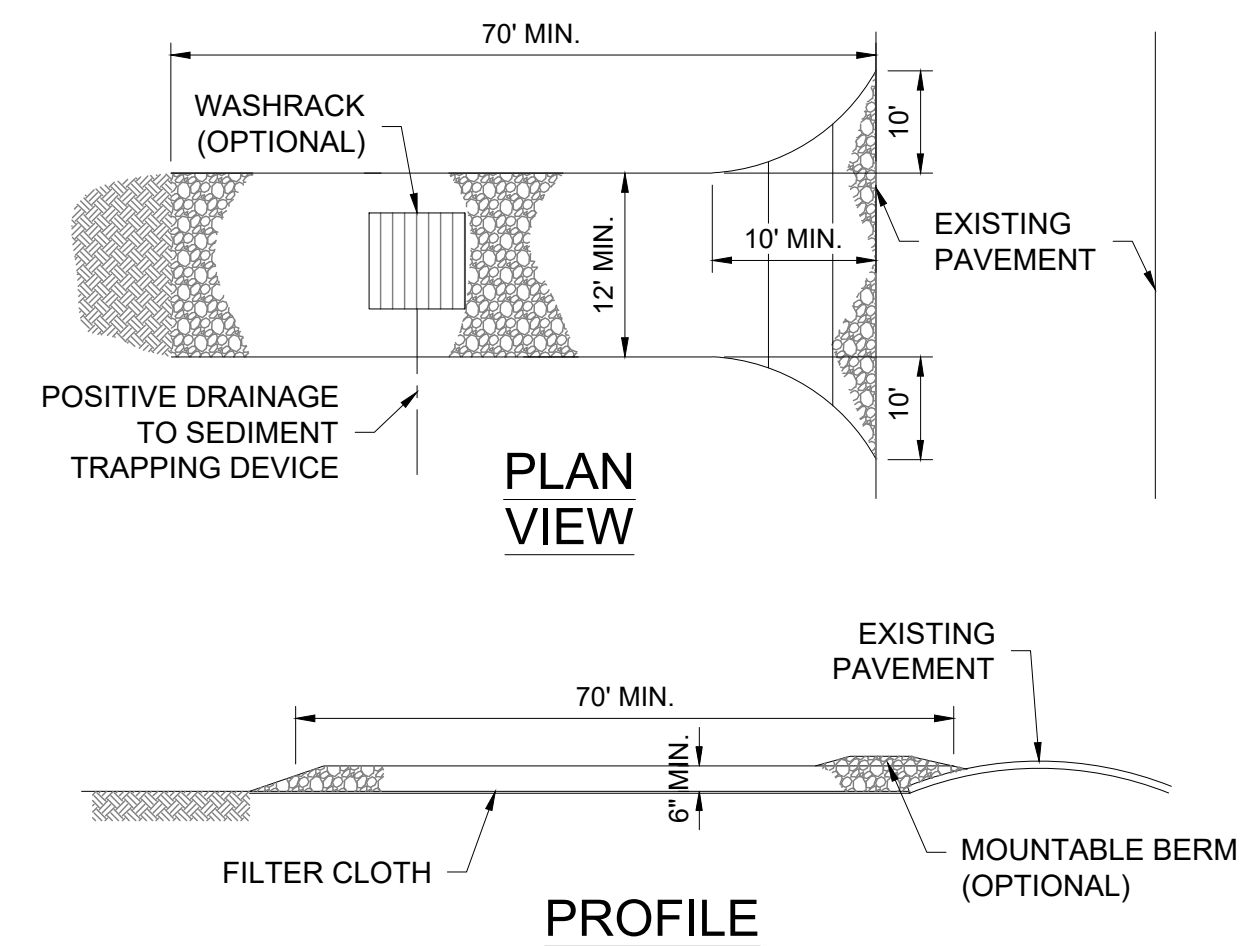 70' MIN.
WASHRACK
(OPTIONAL)
10'
12' MIN.
10' MIN.
EXISTING
PAVEMENT
10'
POSITIVE DRAINAGE
TO SEDIMENT
TRAPPING DEVICE
PLAN
VIEW
EXISTING
PAVEMENT
70' MIN.
6" MIN.
FILTER CLOTH
MOUNTABLE BERM
(OPTIONAL)
PROFILE